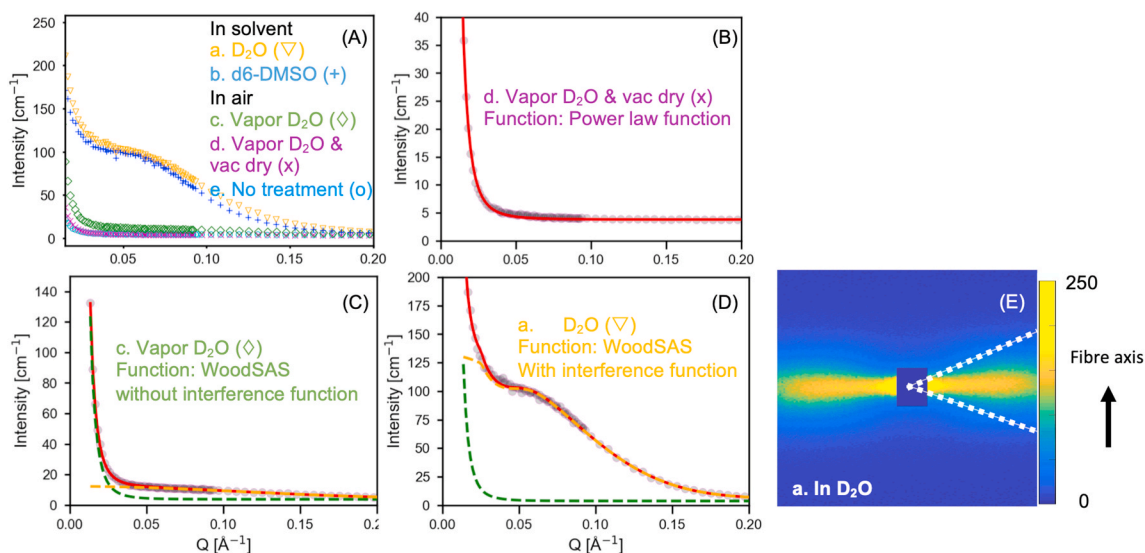 (A)
In solvent
a. D₂O (▽)
b. d6-DMSO (+)
In air
c. Vapor D₂O (◊)
d. Vapor D₂O &
vac dry (x)
e. No treatment (o)
Intensity [cm⁻¹]
250
200
150
100
50
0
0.05
0.10
0.15
0.20
(B)
d. Vapor D₂O & vac dry (x)
Function: Power law function
Intensity [cm⁻¹]
40
35
30
25
20
15
10
5
0
0.00
0.05
0.10
0.15
0.20
(C)
c. Vapor D₂O (◊)
Function: WoodSAS
without interference function
Intensity [cm⁻¹]
140
120
100
80
60
40
20
0
0.00
0.05
0.10
0.15
0.20
Q [Å⁻¹]
(D)
a. D₂O (▽)
Function: WoodSAS
With interference function
Intensity [cm⁻¹]
200
175
150
125
100
75
50
25
0
0.00
0.05
0.10
0.15
0.20
Q [Å⁻¹]
(E)
a. In D₂O
250
0
Fibre axis